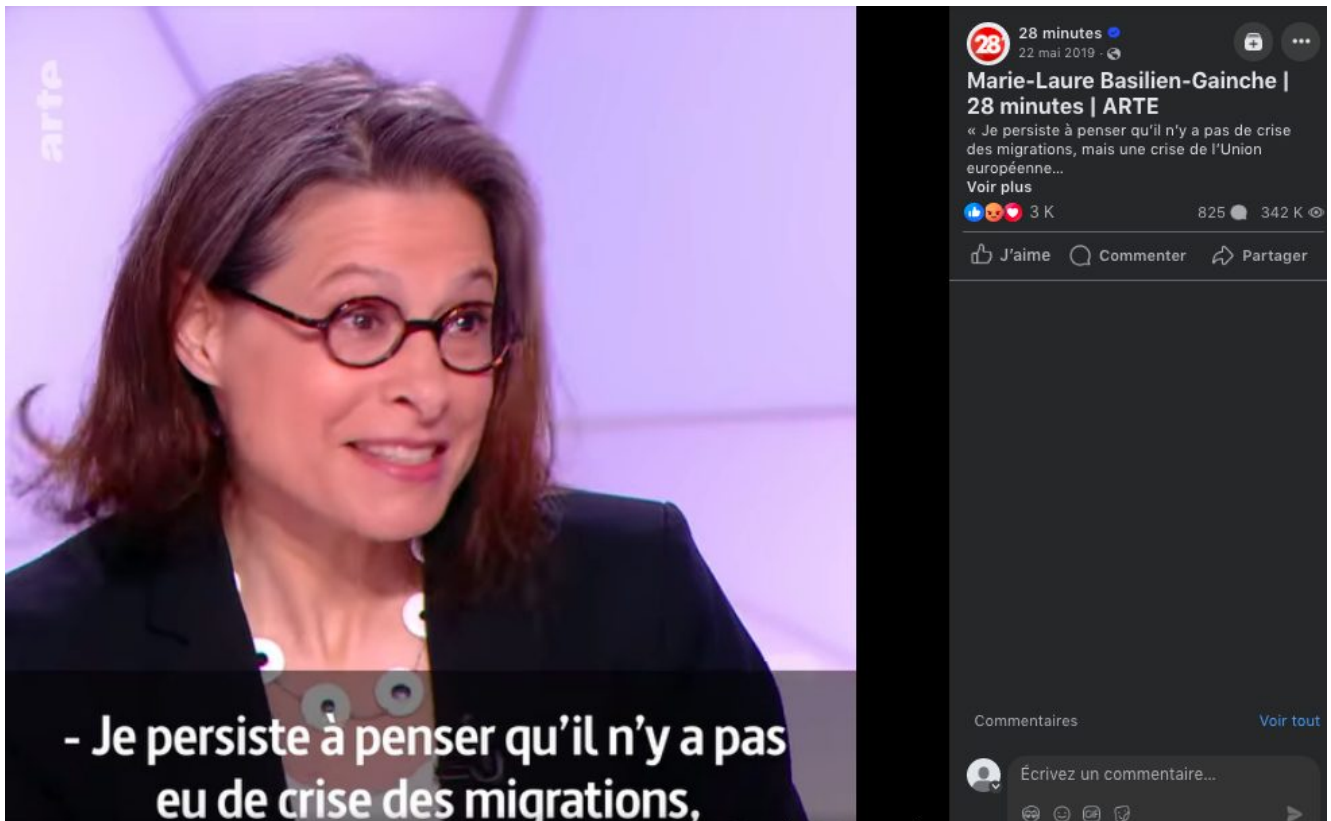 arte
- Je persiste à penser qu'il n'y a pas
eu de crise des migrations,
28'
28 minutes
22 mai 2019 ·
Marie-Laure Basilien-Gainche |
28 minutes | ARTE
« Je persiste à penser qu'il n'y a pas de crise
des migrations, mais une crise de l'Union
européenne...
Voir plus
3 K
825
342 K
J'aime
Commenter
Partager
Commentaires
Voir tout
Écrivez un commentaire...
GIF